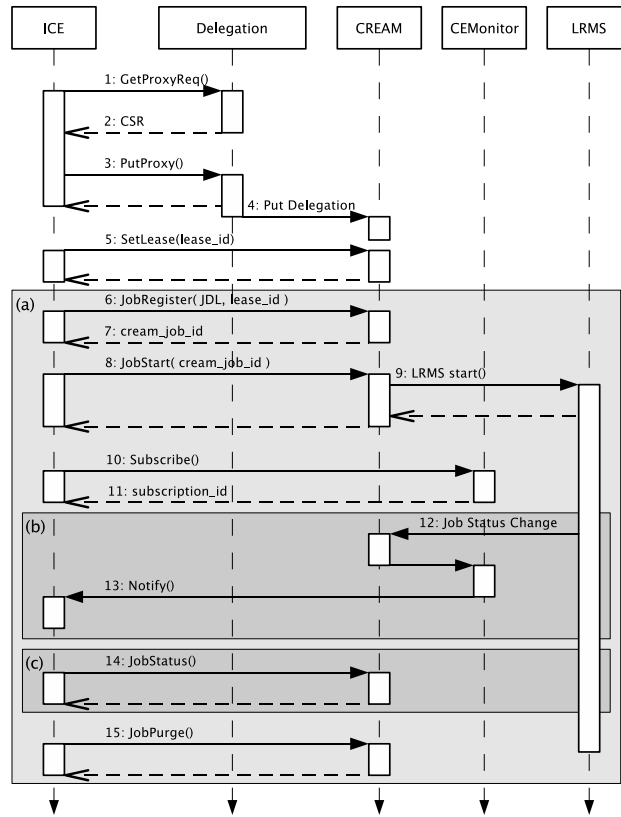 ICE
Delegation
CREAM
CEMonitor
LRMS
1: GetProxyReq()
2: CSR
3: PutProxy()
4: Put Delegation
5: SetLease(lease_id)
(a)
6: JobRegister( JDL, lease_id )
7: cream_job_id
8: JobStart( cream_job_id )
9: LRMS start()
10: Subscribe()
11: subscription_id
(b)
12: Job Status Change
13: Notify()
(c)
14: JobStatus()
15: JobPurge()